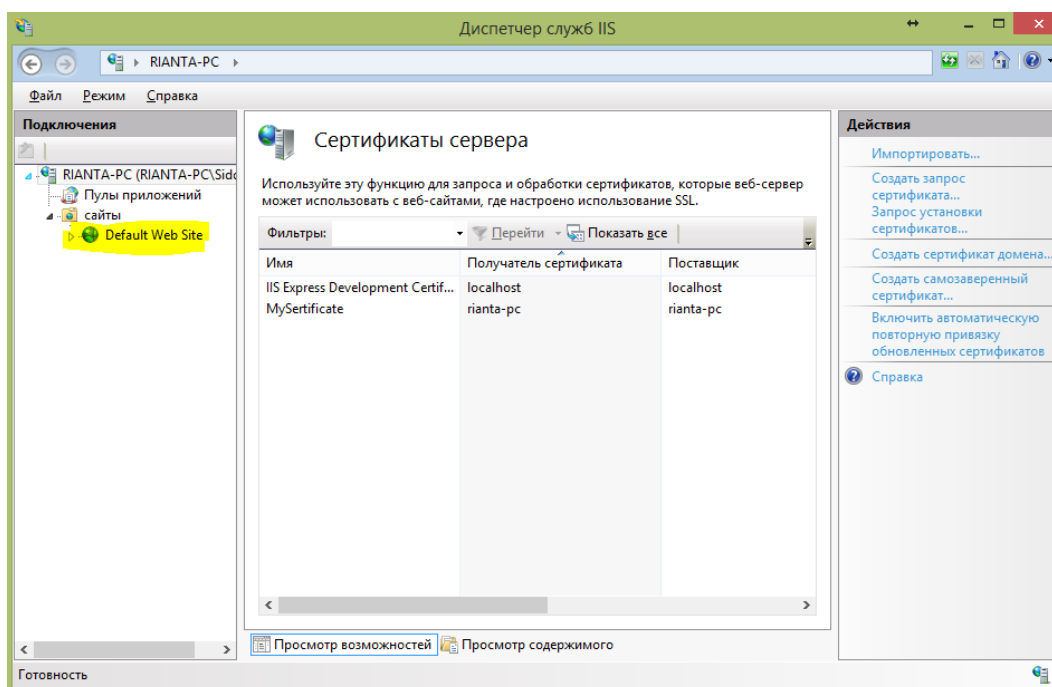 Диспетчер служб IIS
RIANTA-PC
Файл Режим Справка
Подключения
RIANTA-PC (RIANTA-PC\Sido
Пулы приложений
сайты
Default Web Site
Сертификаты сервера
Используйте эту функцию для запроса и обработки сертификатов, которые веб-сервер
может использовать с веб-сайтами, где настроено использование SSL.
Фильтры: Перейти Показать все
Имя Получатель сертификата Поставщик
IIS Express Development Certif... localhost localhost
MySertificate rianta-pc rianta-pc
Просмотр возможностей Просмотр содержимого
Действия
Импортировать...
Создать запрос
сертификата...
Запрос установки
сертификатов...
Создать сертификат домена...
Создать самозаверенный
сертификат...
Включить автоматическую
повторную привязку
обновленных сертификатов
Справка
Готовность